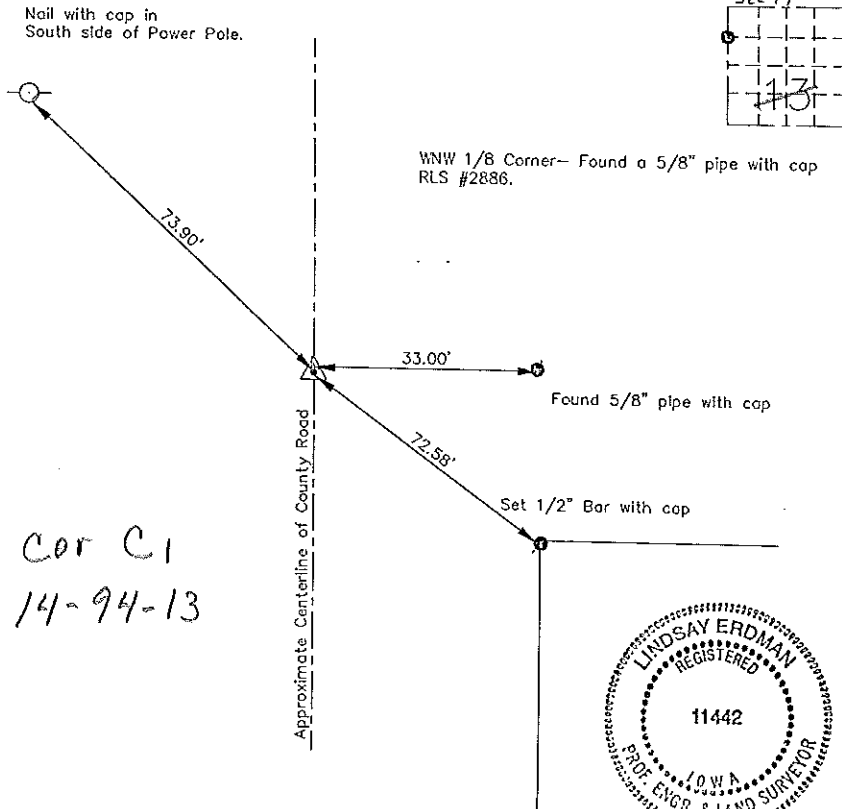 Nail with cap in
South side of Power Pole.
13
WNW 1/8 Corner— Found a 5/8" pipe with cap
RLS #2886.
73.90'
33.00'
Found 5/8" pipe with cap
72.58'
Set 1/2" Bar with cap
Approximate Centerline of County Road
Cor C1
14-94-13
LINDSAY ERDMAN
REGISTERED
11442
IOWA
PROF. ENGR. & LAND SURVEYOR